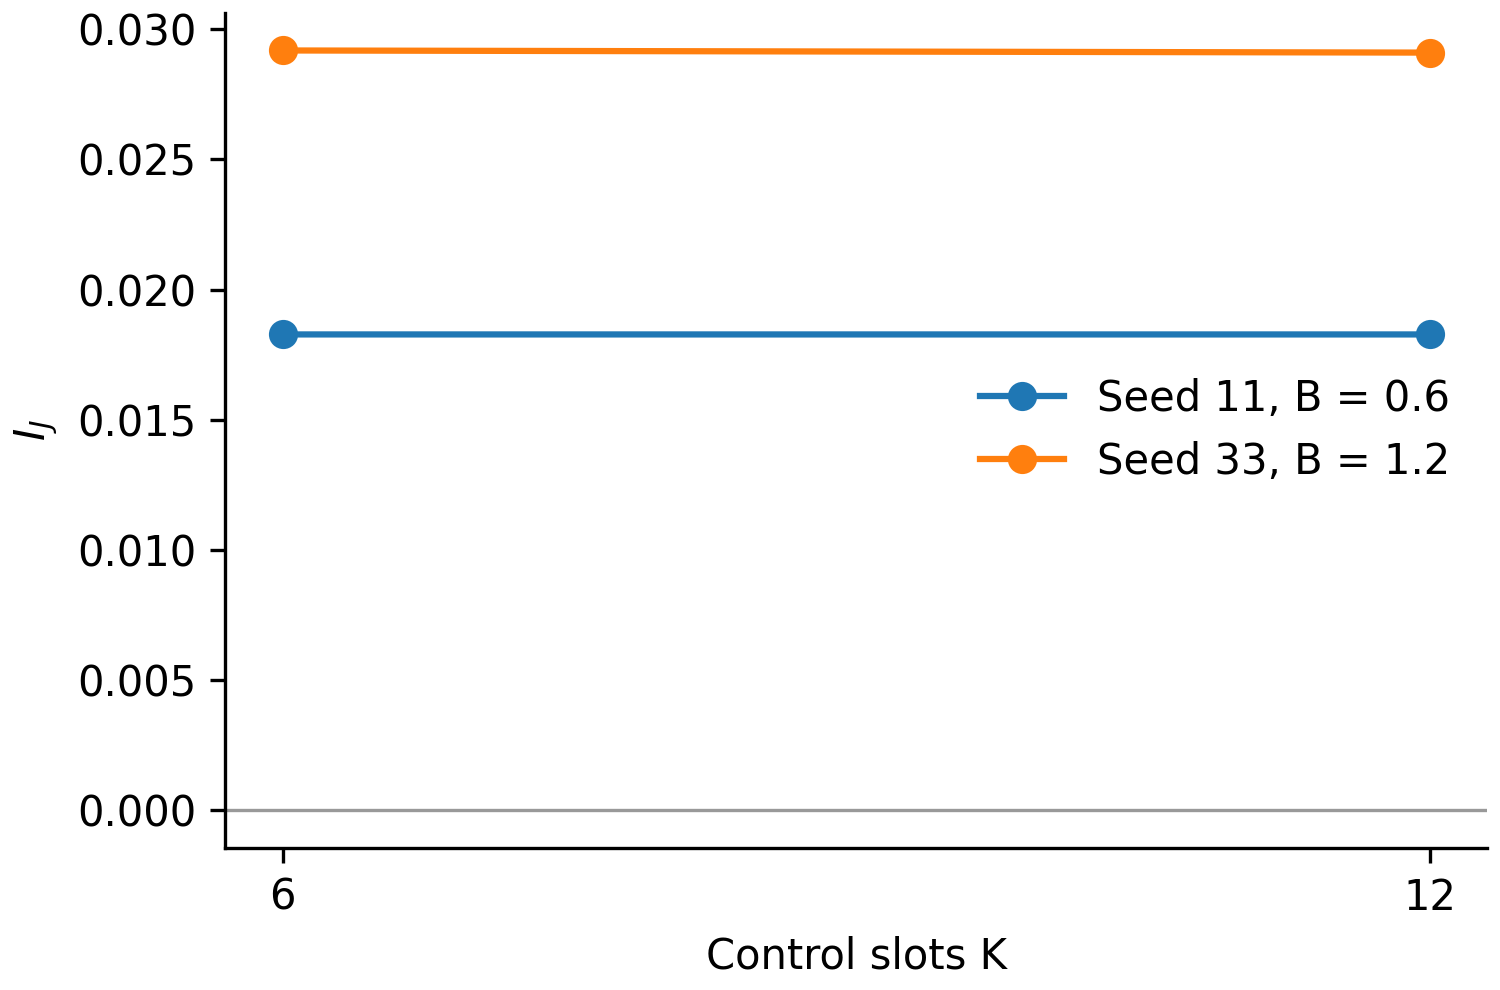 0.030
0.025
0.020
0.015
0.010
0.005
0.000
I_J
Seed 11, B = 0.6
Seed 33, B = 1.2
6
12
Control slots K